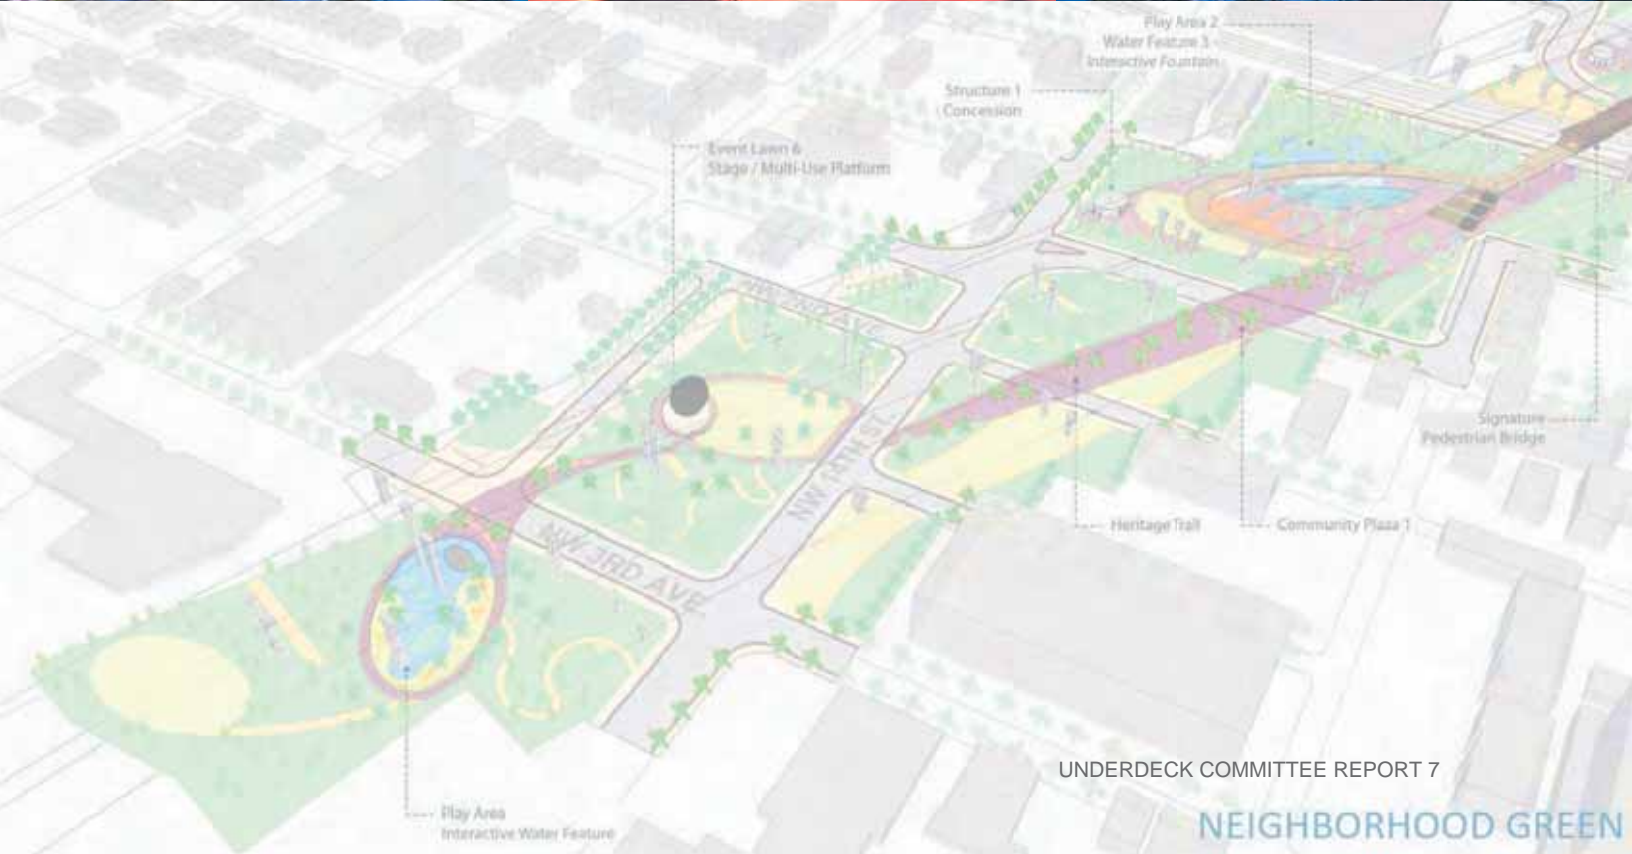 Play Area 2
Water Feature 3
Interactive Fountain
Structure 1
Concession
Event Lawn &
Stage / Multi-Use Platform
NW 2ND AVE
NW 14TH ST
NW 3RD AVE
Signature
Pedestrian Bridge
Heritage Trail
Community Plaza 1
UNDERDECK COMMITTEE REPORT 7
NEIGHBORHOOD GREEN
Play Area
Interactive Water Feature